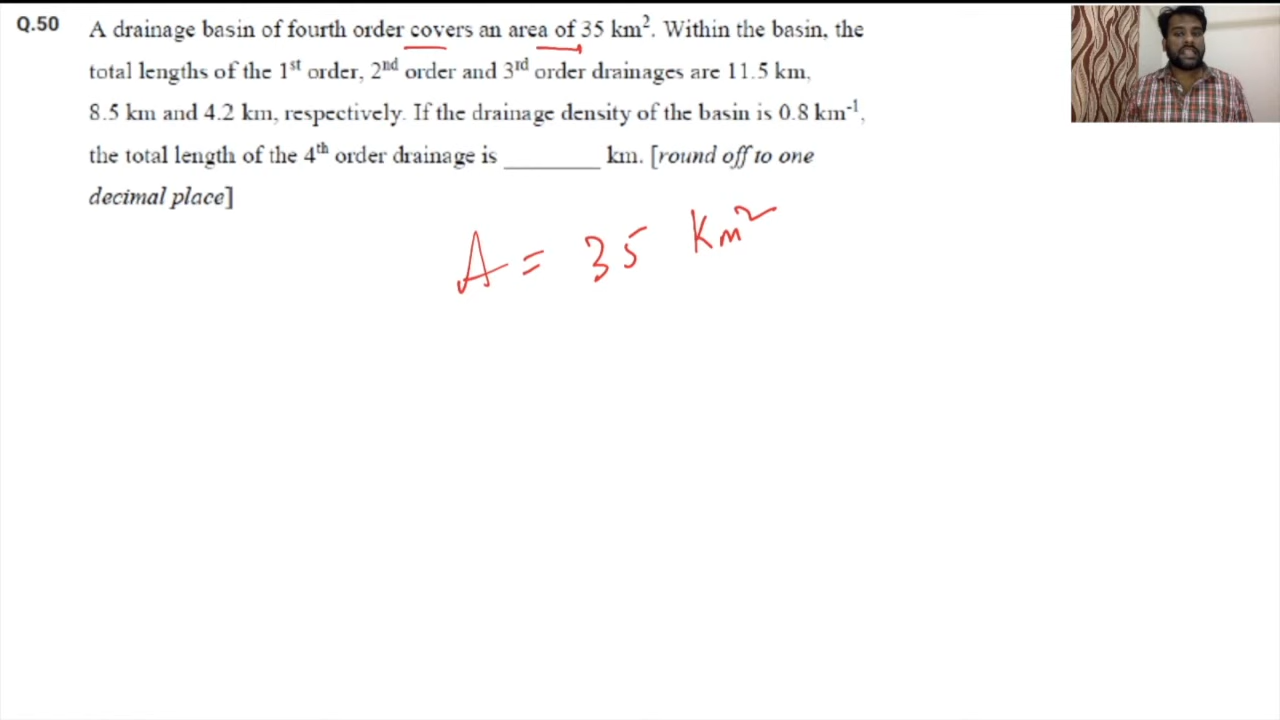 Q.50 A drainage basin of fourth order covers an area of 35 km². Within the basin, the
total lengths of the 1st order, 2nd order and 3rd order drainages are 11.5 km,
8.5 km and 4.2 km, respectively. If the drainage density of the basin is 0.8 km⁻¹,
the total length of the 4th order drainage is ________ km. [round off to one
decimal place]
A = 35 Km²